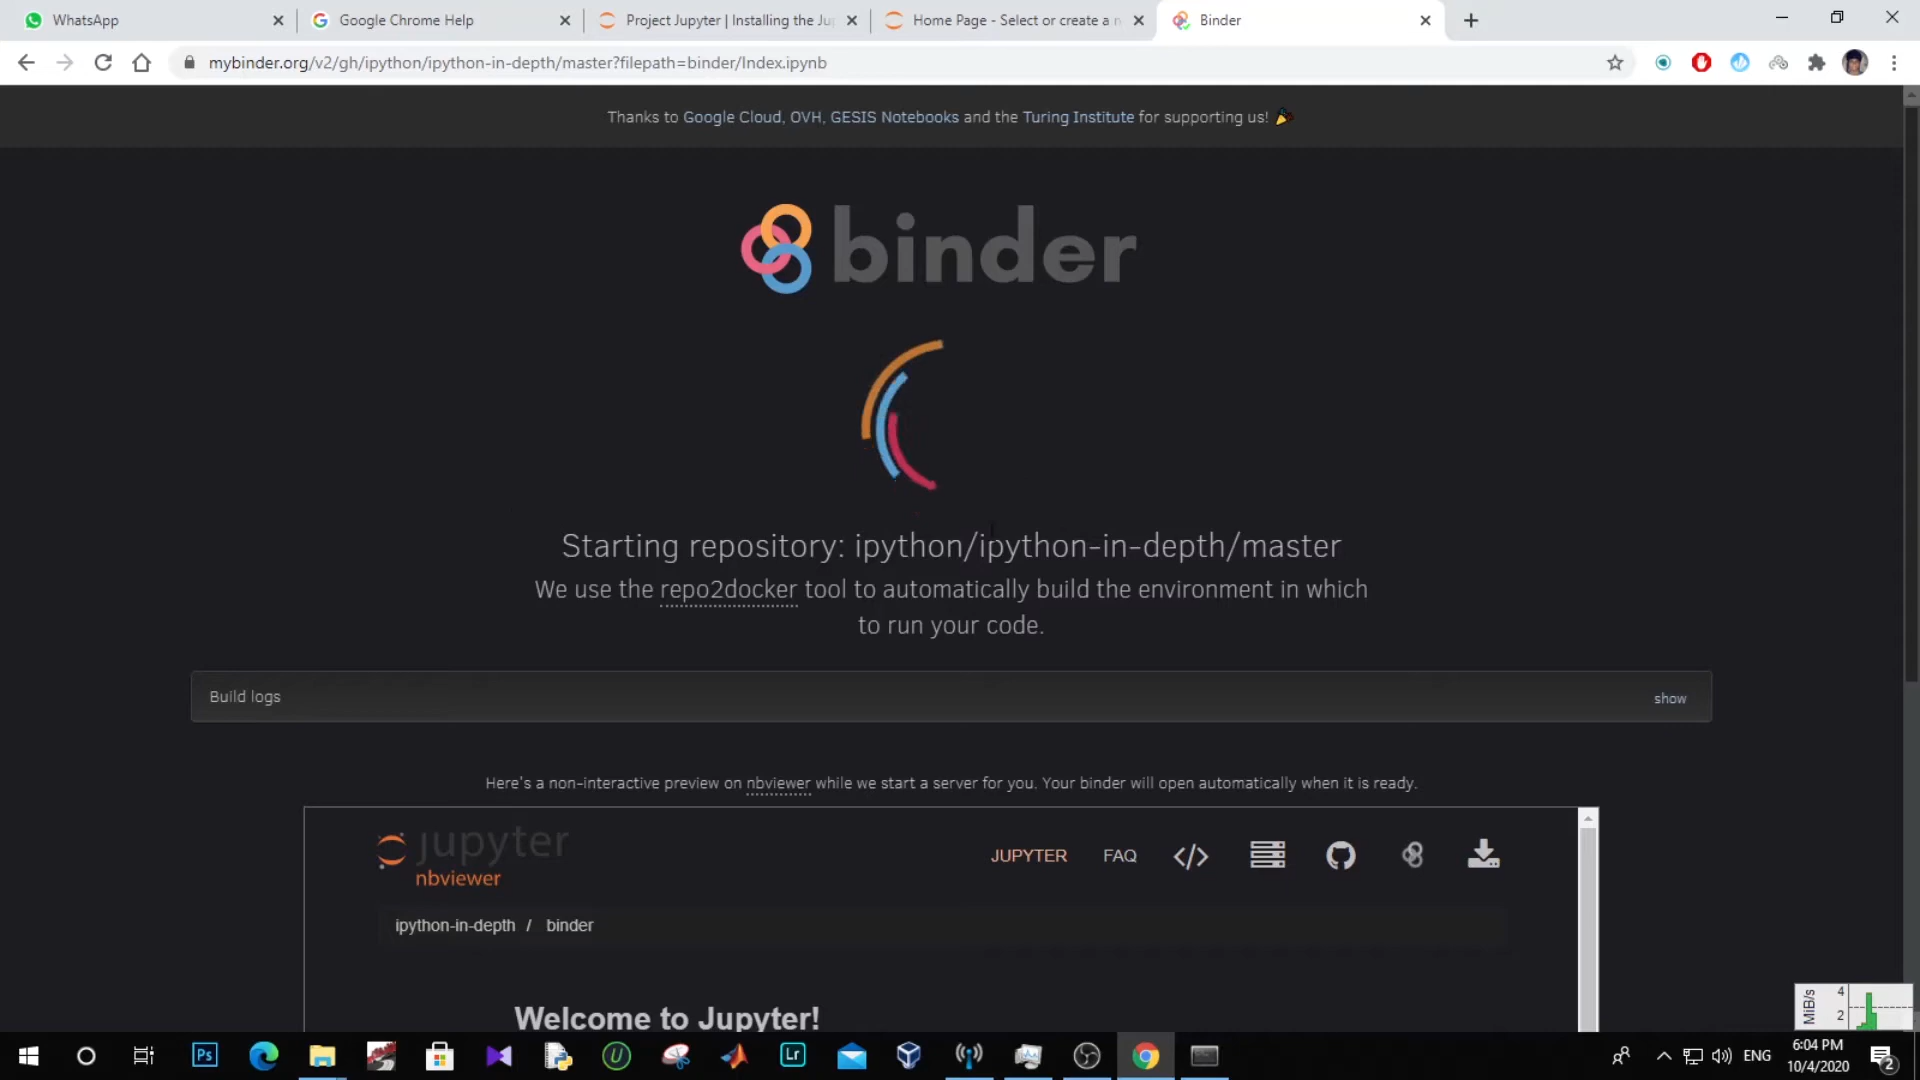 WhatsApp
Google Chrome Help
Project Jupyter | Installing the Ju
Home Page - Select or create a n
Binder
mybinder.org/v2/gh/ipython/ipython-in-depth/master?filepath=binder/Index.ipynb
Thanks to Google Cloud, OVH, GESIS Notebooks and the Turing Institute for supporting us!
binder
Starting repository: ipython/ipython-in-depth/master
We use the repo2docker tool to automatically build the environment in which
to run your code.
Build logs
show
Here's a non-interactive preview on nbviewer while we start a server for you. Your binder will open automatically when it is ready.
jupyter
nbviewer
JUPYTER
FAQ
ipython-in-depth / binder
Welcome to Jupyter!
MiB/s
4
2
Ps
Lr
ENG
6:04 PM
10/4/2020
2